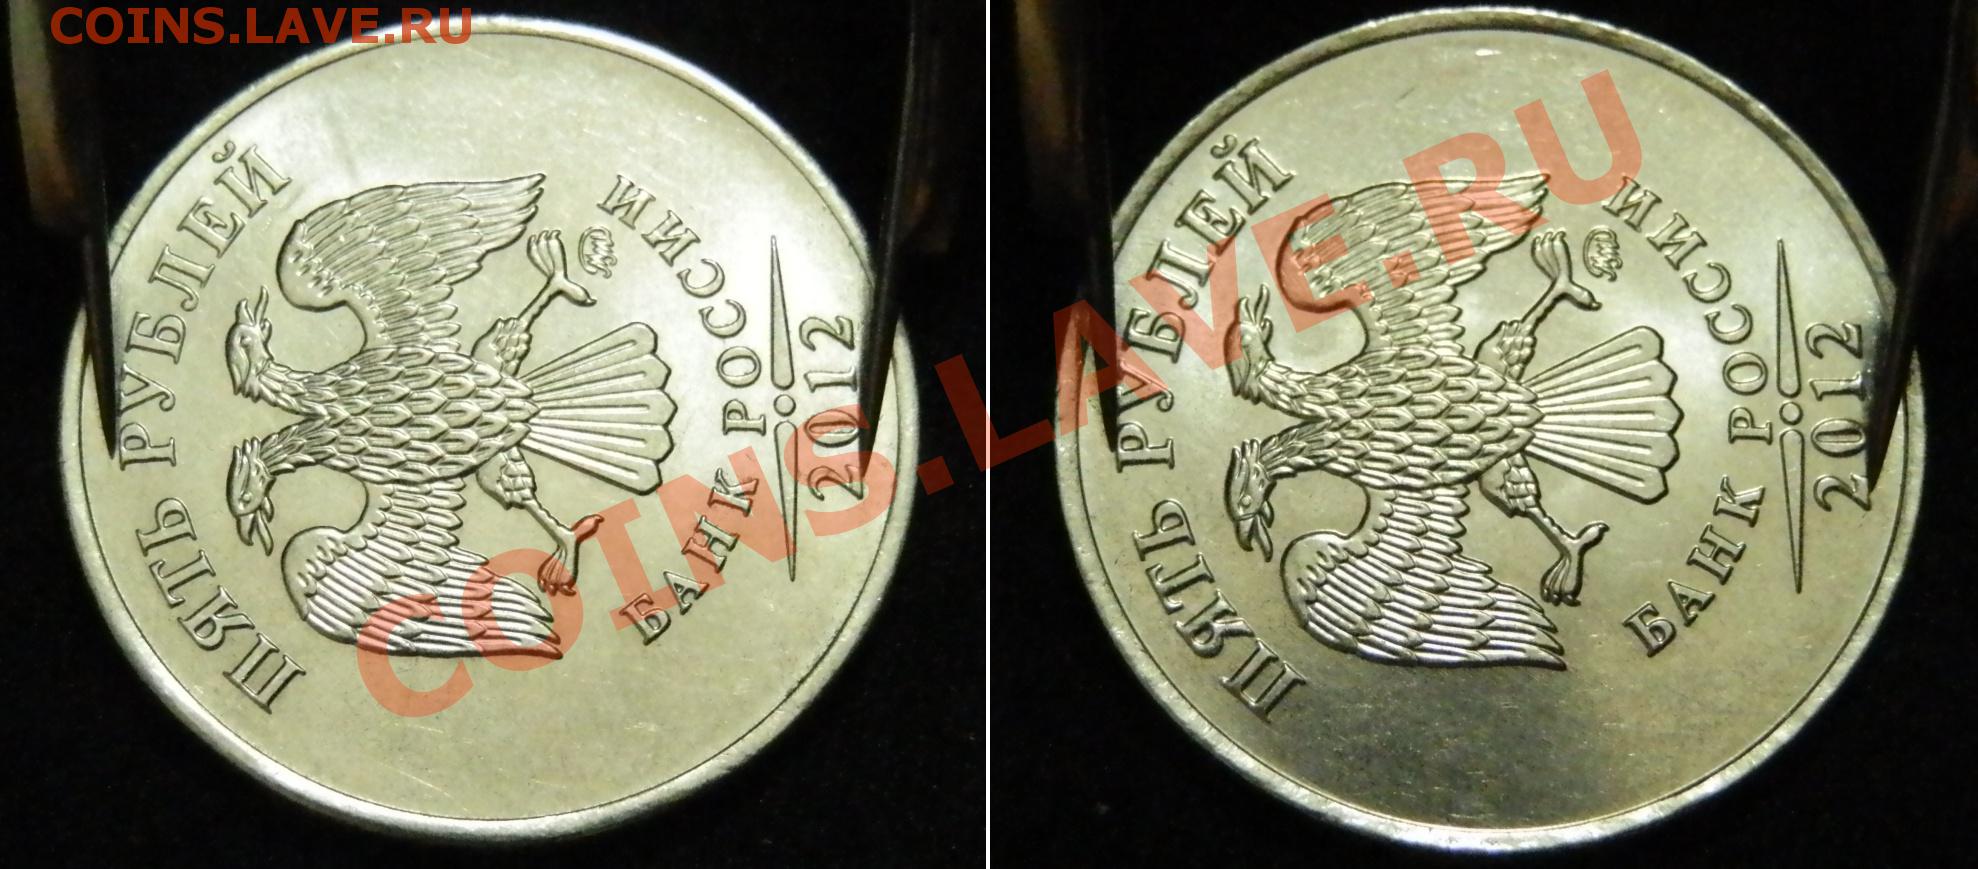 COINS.LAVE.RU
COINS.LAVE.RU
ПЯТЬ РУБЛЕЙ
БАНК РОССИИ
2012
ПЯТЬ РУБЛЕЙ
БАНК РОССИИ
2012